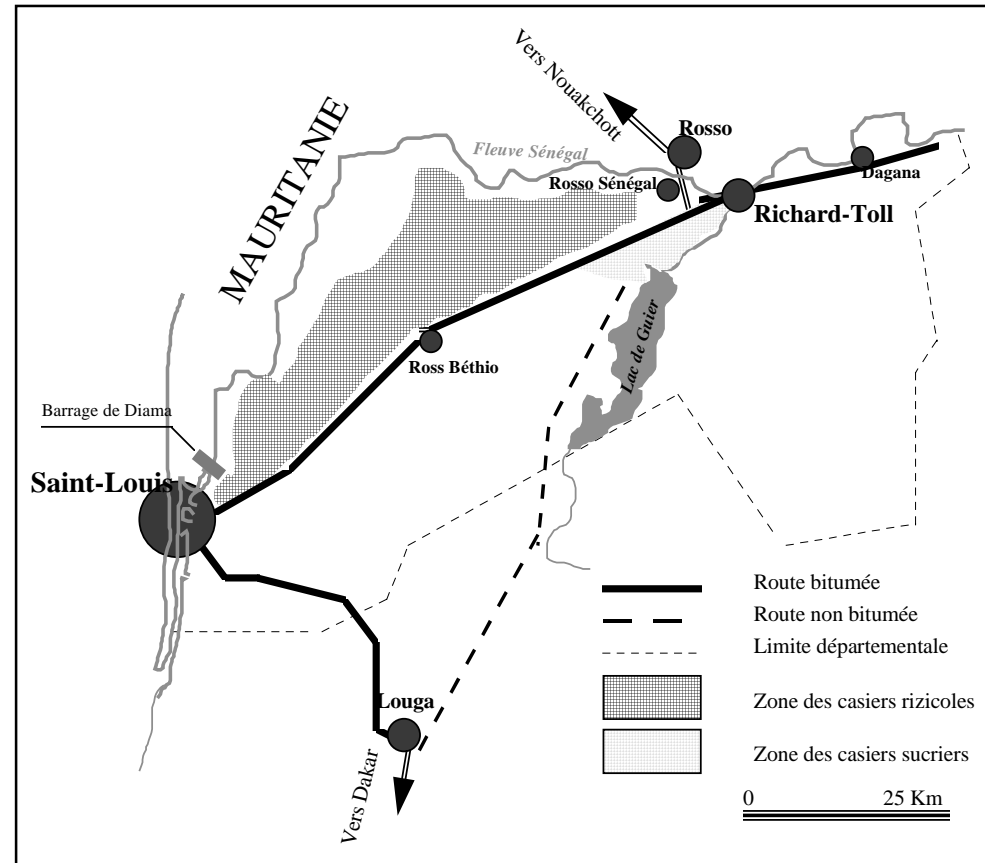 Vers Nouakchott
MAURITANIE
Rosso
Fleuve Sénégal
Rosso Sénégal
Dagana
Richard-Toll
Lac de Guier
Ross Béthio
Barrage de Diama
Saint-Louis
Route bitumée
Route non bitumée
Limite départementale
Louga
Zone des casiers rizicoles
Zone des casiers sucriers
Vers Dakar
0 25 Km